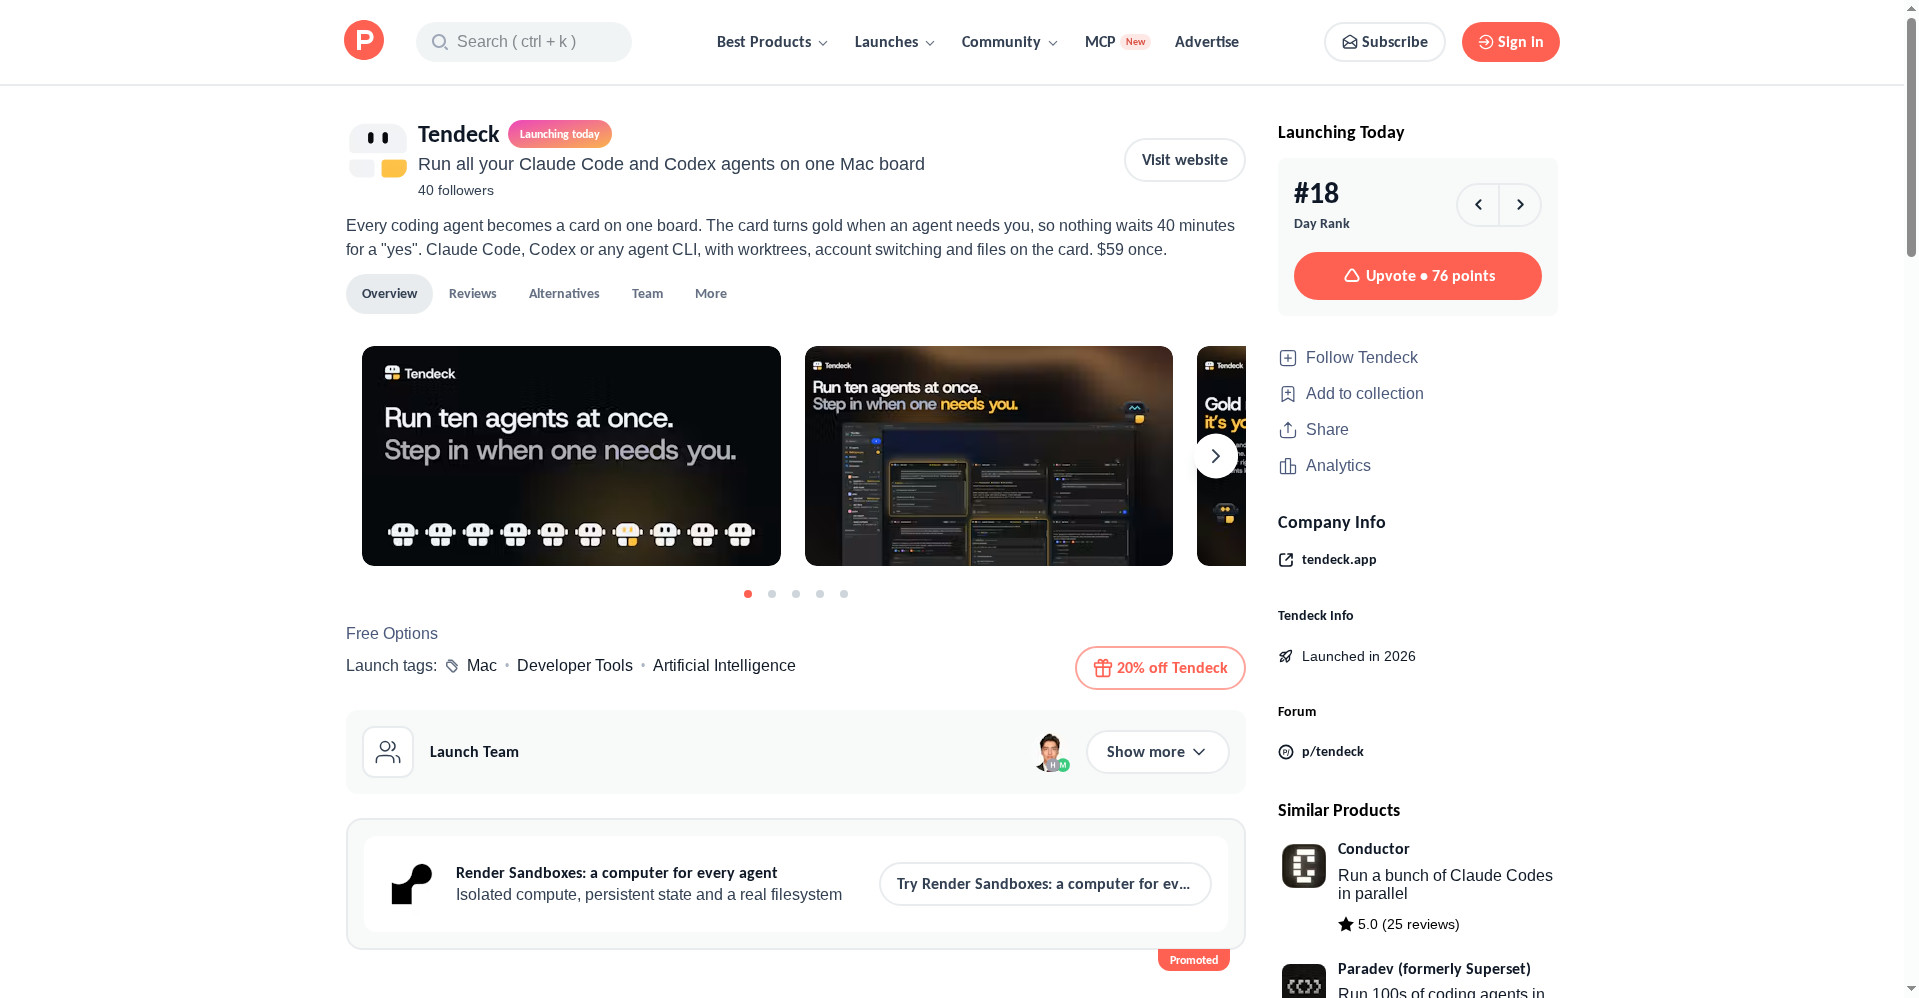 Search ( ctrl + k )
Best Products
Launches
Community
MCP New
Advertise
Subscribe
Sign in
Tendeck
Launching today
Run all your Claude Code and Codex agents on one Mac board
40 followers
Visit website
Every coding agent becomes a card on one board. The card turns gold when an agent needs you, so nothing waits 40 minutes
for a "yes". Claude Code, Codex or any agent CLI, with worktrees, account switching and files on the card. $59 once.
Overview
Reviews
Alternatives
Team
More
Tendeck
Run ten agents at once.
Step in when one needs you.
Tendeck
Run ten agents at once.
Step in when one needs you.
Tendeck
Gold
it's yo
Free Options
Launch tags: Mac • Developer Tools • Artificial Intelligence
20% off Tendeck
Launch Team
H M
Show more
Render Sandboxes: a computer for every agent
Isolated compute, persistent state and a real filesystem
Try Render Sandboxes: a computer for ev...
Promoted
Launching Today
#18
Day Rank
Upvote • 76 points
Follow Tendeck
Add to collection
Share
Analytics
Company Info
tendeck.app
Tendeck Info
Launched in 2026
Forum
p/tendeck
Similar Products
Conductor
Run a bunch of Claude Codes
in parallel
5.0 (25 reviews)
Paradev (formerly Superset)
Run 100s of coding agents in